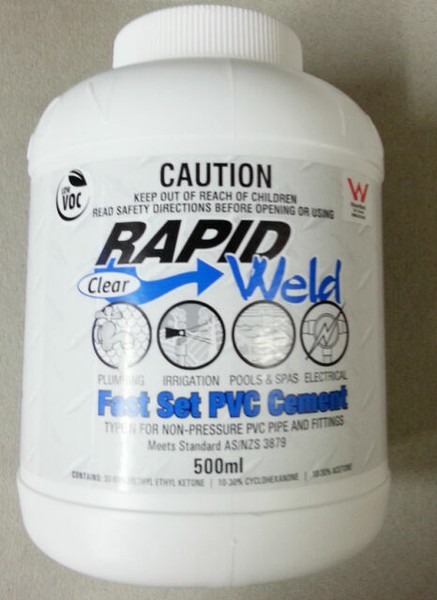 LOW
VOC
CAUTION
KEEP OUT OF REACH OF CHILDREN
READ SAFETY DIRECTIONS BEFORE OPENING OR USING
W
RAPID
Clear
Weld
PLUMBING IRRIGATION POOLS & SPAS ELECTRICAL
Fast Set PVC Cement
TYPE N FOR NON-PRESSURE PVC PIPE AND FITTINGS
Meets Standard AS/NZS 3879
500ml
CONTAINS: METHYL ETHYL KETONE | 10-30% CYCLOHEXANONE | ACETONE